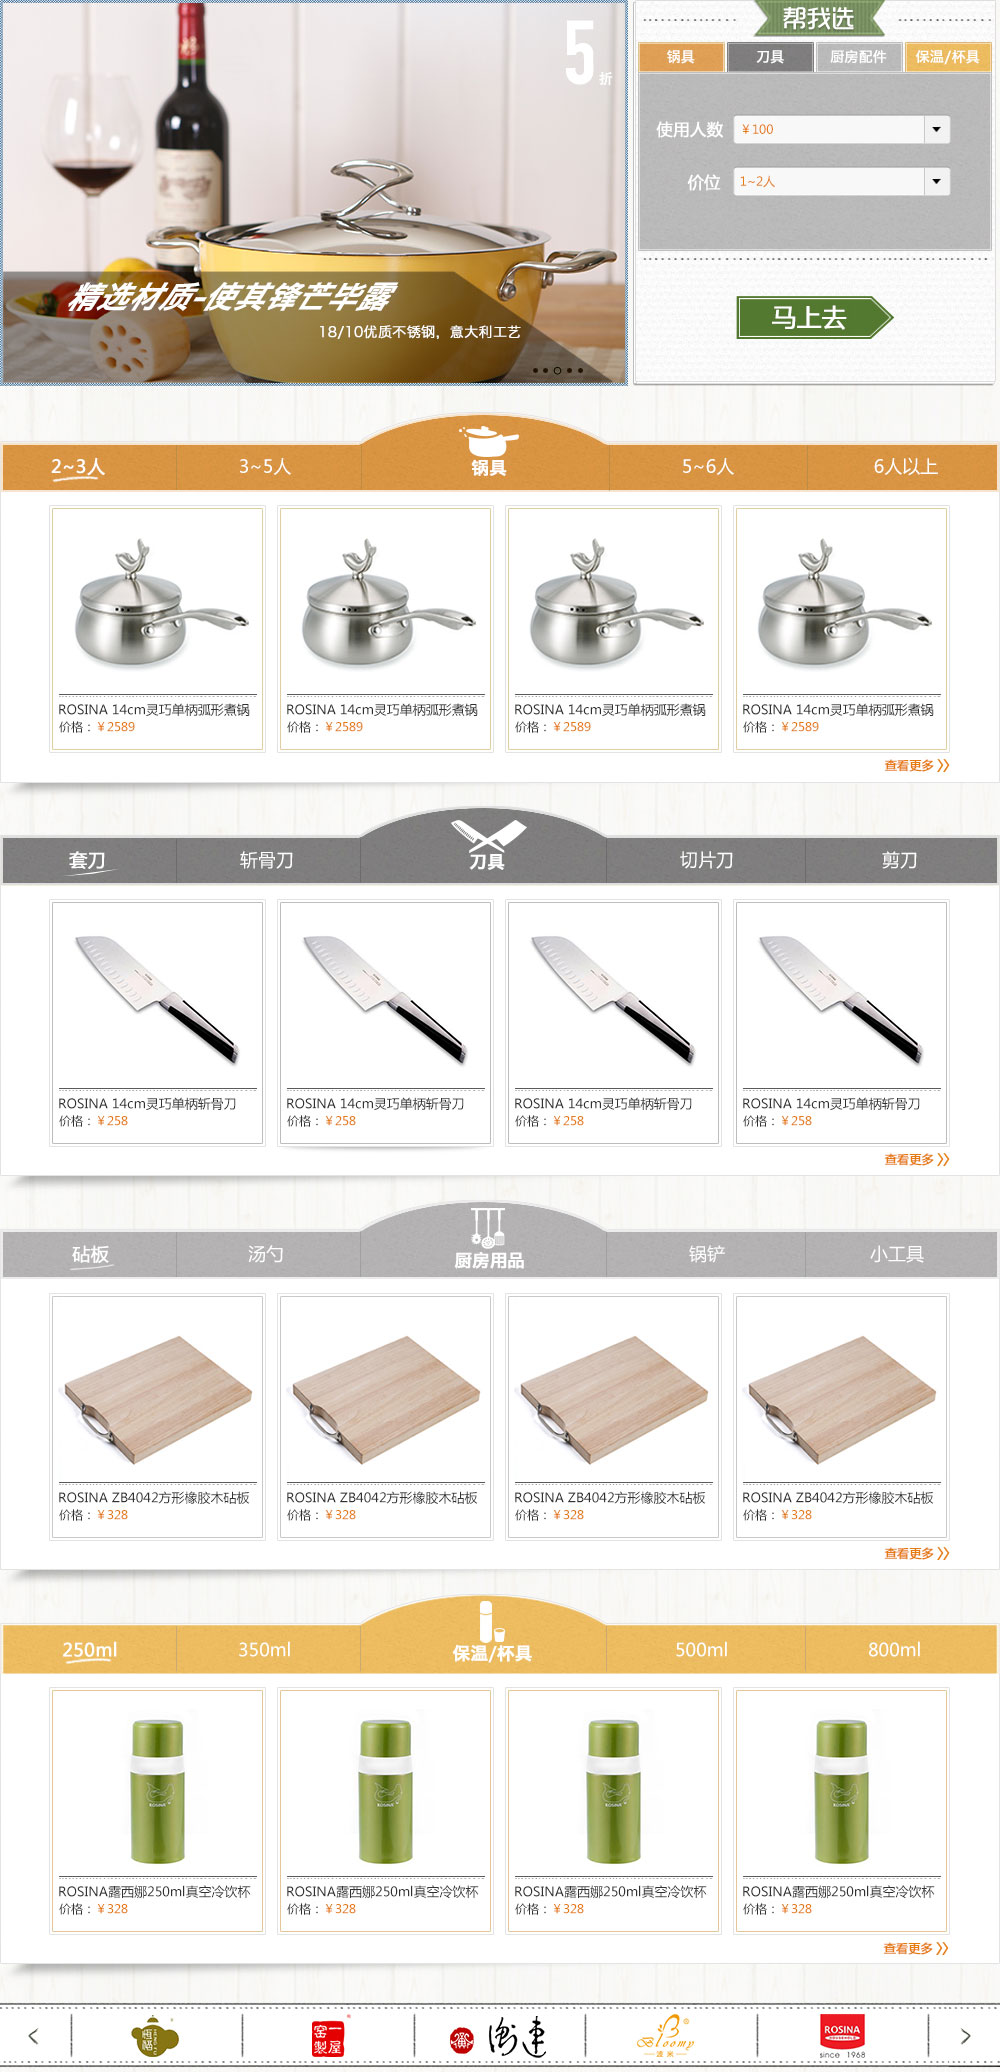 5折
精选材质-使其锋芒毕露
18/10优质不锈钢，意大利工艺
帮我选
锅具 刀具 厨房配件 保温/杯具
使用人数 ¥100
价位 1~2人
马上去
2~3人 3~5人 锅具 5~6人 6人以上
ROSINA 14cm灵巧单柄弧形煮锅 ROSINA 14cm灵巧单柄弧形煮锅 ROSINA 14cm灵巧单柄弧形煮锅 ROSINA 14cm灵巧单柄弧形煮锅
价格：¥2589 价格：¥2589 价格：¥2589 价格：¥2589
查看更多
套刀 斩骨刀 刀具 切片刀 剪刀
ROSINA 14cm灵巧单柄斩骨刀 ROSINA 14cm灵巧单柄斩骨刀 ROSINA 14cm灵巧单柄斩骨刀 ROSINA 14cm灵巧单柄斩骨刀
价格：¥258 价格：¥258 价格：¥258 价格：¥258
查看更多
砧板 汤勺 厨房用品 锅铲 小工具
ROSINA ZB4042方形橡胶木砧板 ROSINA ZB4042方形橡胶木砧板 ROSINA ZB4042方形橡胶木砧板 ROSINA ZB4042方形橡胶木砧板
价格：¥328 价格：¥328 价格：¥328 价格：¥328
查看更多
250ml 350ml 保温/杯具 500ml 800ml
ROSINA露西娜250ml真空冷饮杯 ROSINA露西娜250ml真空冷饮杯 ROSINA露西娜250ml真空冷饮杯 ROSINA露西娜250ml真空冷饮杯
价格：¥328 价格：¥328 价格：¥328 价格：¥328
查看更多
恒福 一屋窑製 Bloomy ROSINA
since 1968